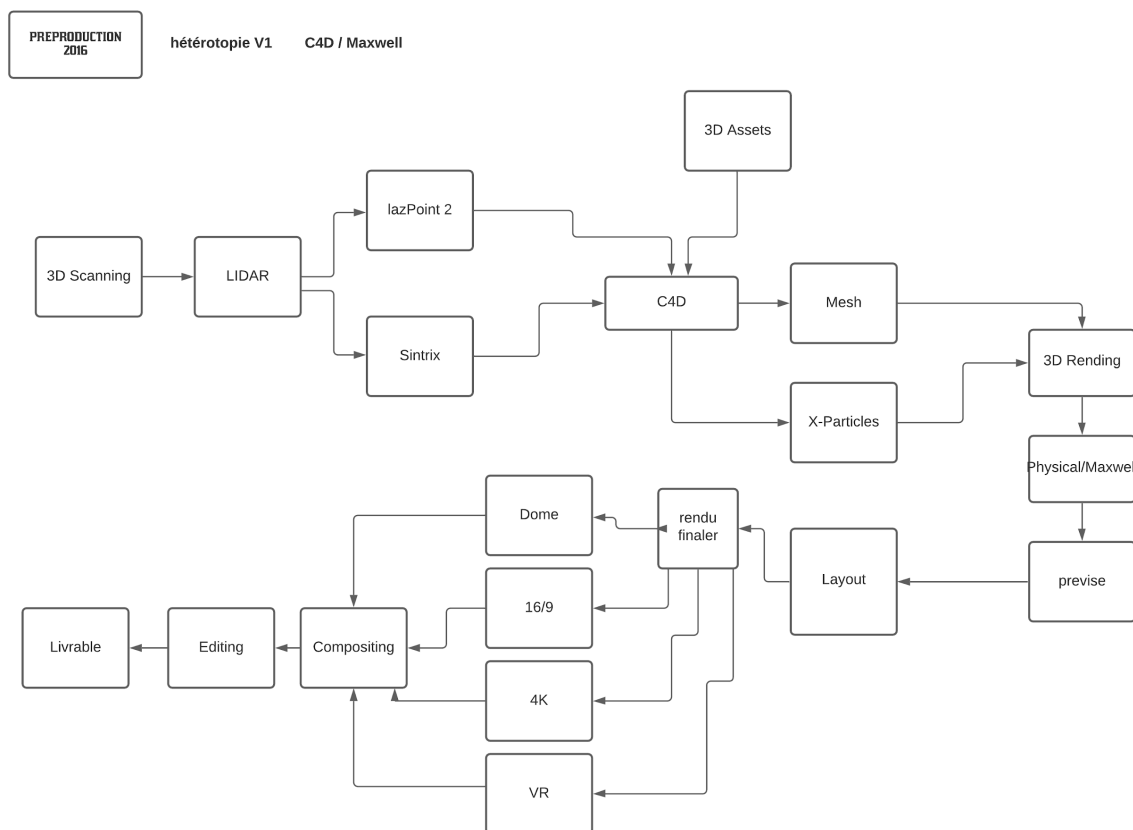 PREPRODUCTION
2016
hétérotopie V1 C4D / Maxwell
3D Assets
lazPoint 2
3D Scanning
LIDAR
C4D
Mesh
Sintrix
3D Rending
X-Particles
Physical/Maxwell
Dome
rendu
finaler
Layout
previse
16/9
Livrable
Editing
Compositing
4K
VR